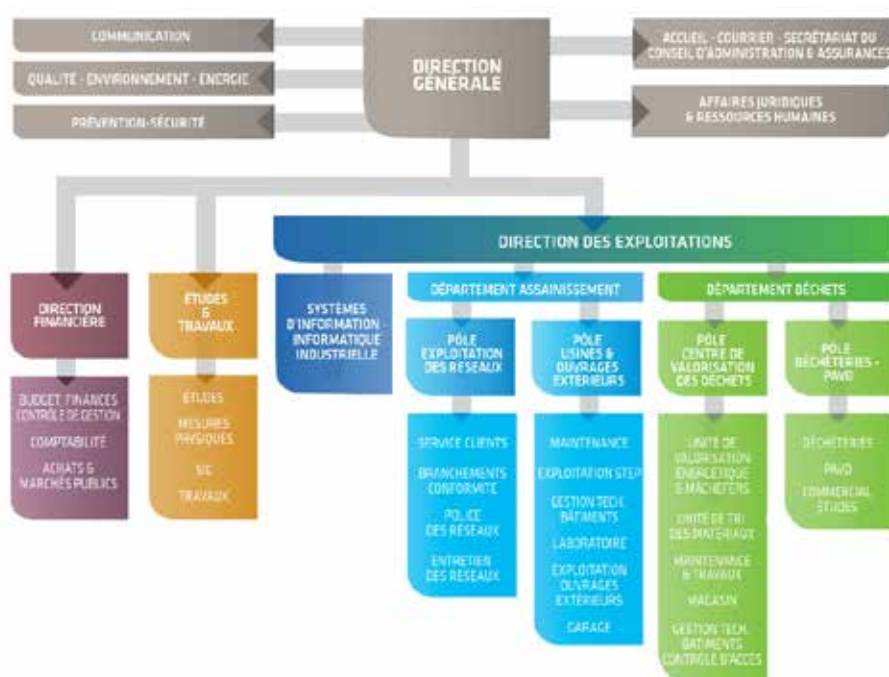 COMMUNICATION
QUALITÉ - ENVIRONNEMENT - ENERGIE
PRÉVENTION-SÉCURITÉ
DIRECTION
GÉNÉRALE
ACCUEIL - COURRIER - SECRÉTARIAT DU
CONSEIL D'ADMINISTRATION & ASSURANCES
AFFAIRES JURIDIQUES
& RESSOURCES HUMAINES
DIRECTION DES EXPLOITATIONS
DIRECTION
FINANCIÈRE
BUDGET, FINANCES
CONTRÔLE DE GESTION
COMPTABILITÉ
ACHATS &
MARCHÉS PUBLICS
ÉTUDES
&
TRAVAUX
ÉTUDES
MESURES
PHYSIQUES
SIG
TRAVAUX
SYSTÈMES
D'INFORMATION -
INFORMATIQUE
INDUSTRIELLE
DÉPARTEMENT ASSAINISSEMENT
PÔLE
EXPLOITATION
DES RÉSEAUX
SERVICE CLIENTS
BRANCHEMENTS
CONFORMITÉ
POLICE
DES RÉSEAUX
ENTRETIEN
DES RÉSEAUX
PÔLE
USINES &
OUVRAGES
EXTÉRIEURS
MAINTENANCE
EXPLOITATION STEP
GESTION TECH.
BÂTIMENTS
LABORATOIRE
EXPLOITATION
OUVRAGES
EXTÉRIEURS
GARAGE
DÉPARTEMENT DÉCHETS
PÔLE
CENTRE DE
VALORISATION
DES DÉCHETS
UNITÉ DE
VALORISATION
ENERGETIQUE
& MÂCHEFERS
UNITÉ DE TRI
DES MATÉRIAUX
MAINTENANCE
& TRAVAUX
MAGASIN
GESTION TECH.
BATIMENTS
CONTROLE D'ACCÈS
PÔLE
DÉCHÈTERIES -
PAVD
DÉCHÈTERIES
PAVD
COMMERCIAL
ÉTUDES